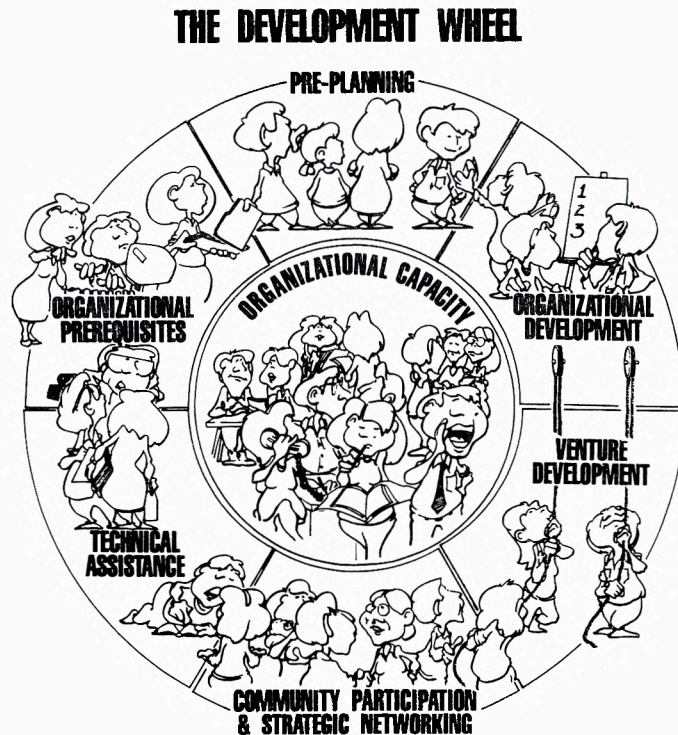 THE DEVELOPMENT WHEEL
PRE-PLANNING
1
2
3
ORGANIZATIONAL
DEVELOPMENT
VENTURE
DEVELOPMENT
COMMUNITY PARTICIPATION
& STRATEGIC NETWORKING
TECHNICAL
ASSISTANCE
ORGANIZATIONAL
PREREQUISITES
ORGANIZATIONAL CAPACITY